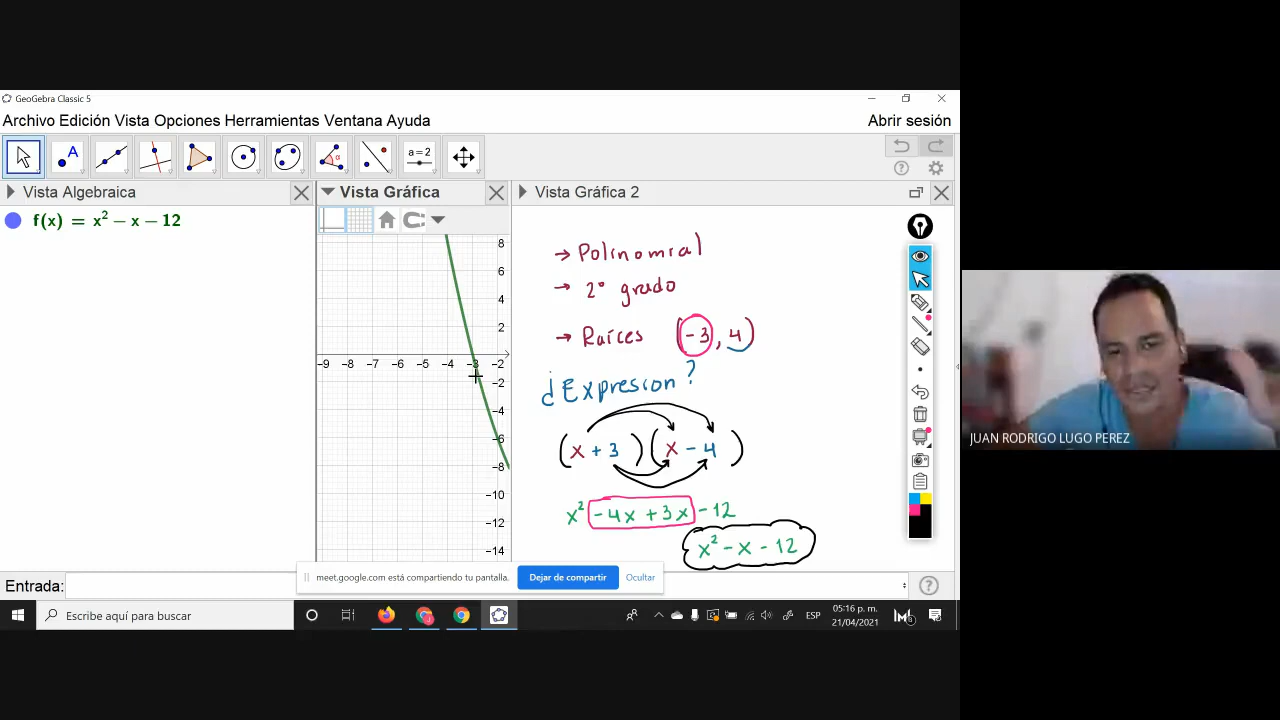 GeoGebra Classic 5
Archivo Edición Vista Opciones Herramientas Ventana Ayuda
Abrir sesión
A
α
a = 2
Vista Algebraica
Vista Gráfica
Vista Gráfica 2
f(x) = x² − x − 12
8
6
4
2
-9 -8 -7 -6 -5 -4 -3 -2
−2
−4
−6
−8
−10
−12
−14
→ Polinomial
→ 2° grado
→ Raíces (-3, 4)
¿Expresion?
(x + 3)(x - 4)
x² - 4x + 3x - 12
x² - x - 12
JUAN RODRIGO LUGO PEREZ
meet.google.com está compartiendo tu pantalla.
Dejar de compartir
Ocultar
Entrada:
Escribe aquí para buscar
ESP
05:16 p. m.
21/04/2021